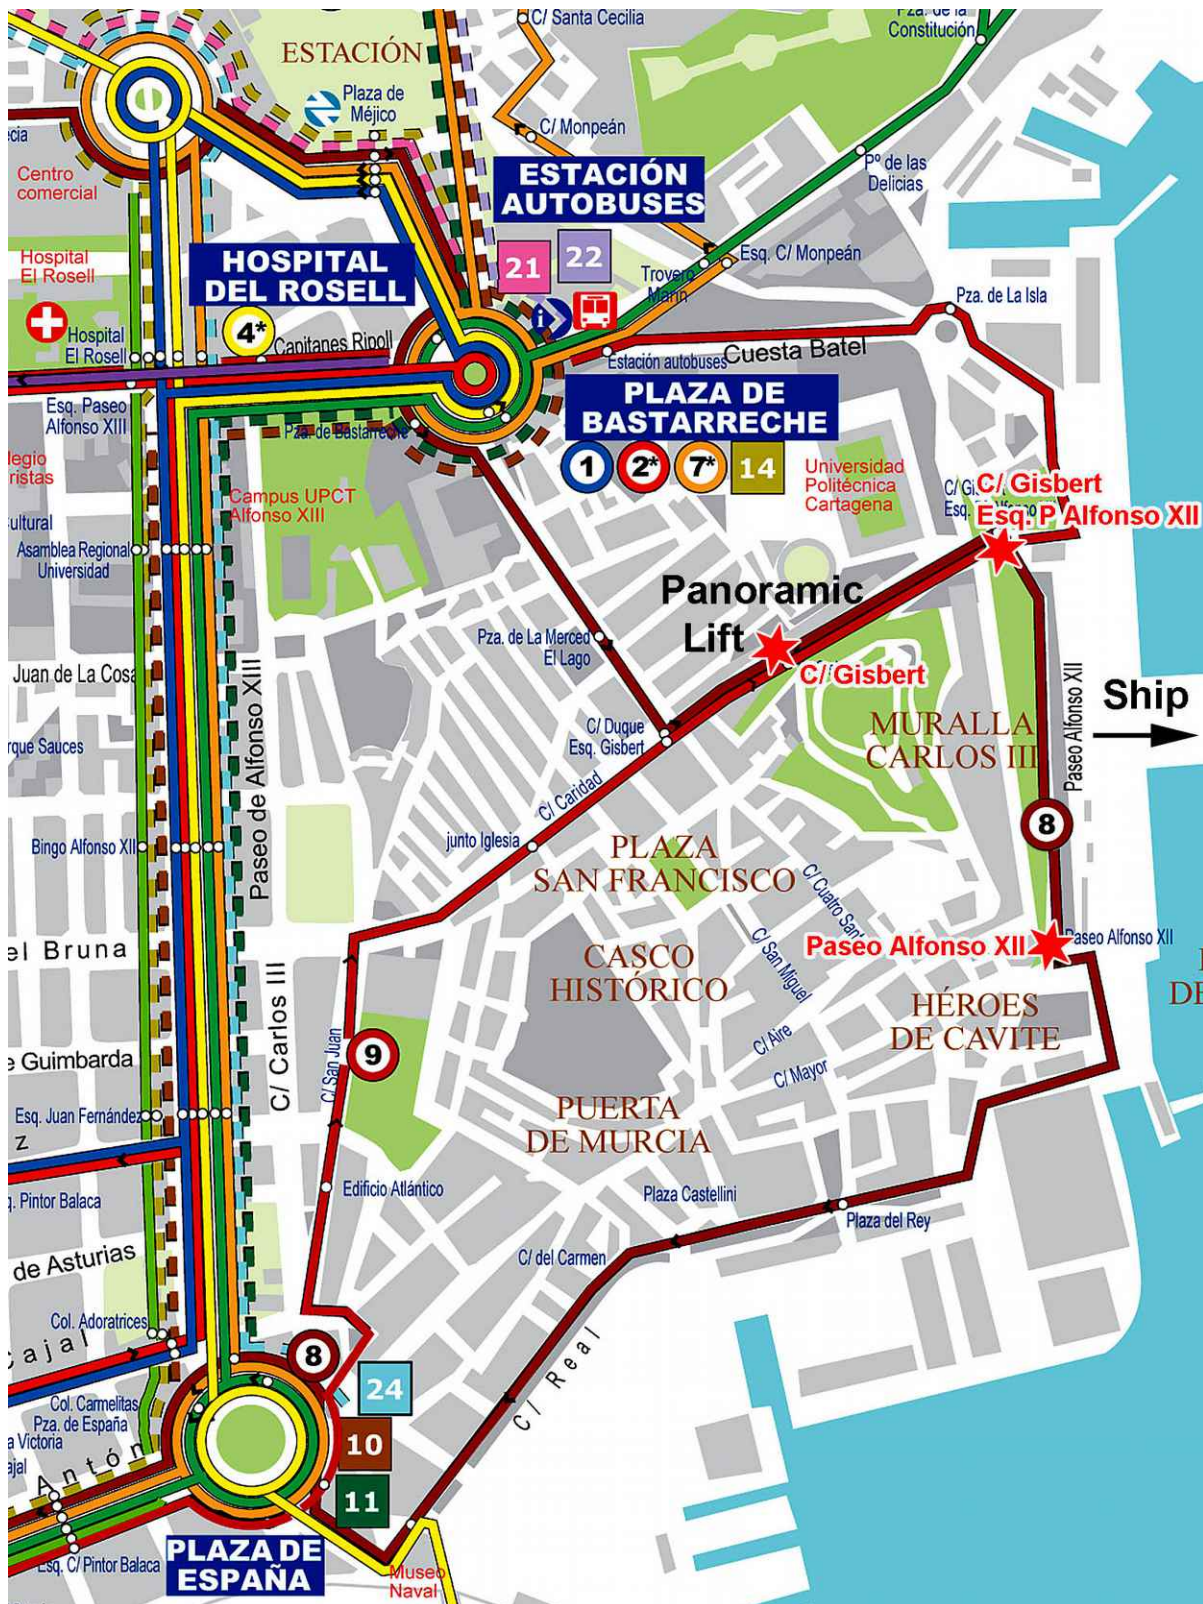 C/ Santa Cecilia
Pza. de la
Constitución
ESTACIÓN
Plaza de
Méjico
C/ Monpeán
Pº de las
Delicias
Centro
comercial
ESTACIÓN
AUTOBUSES
21
22
Hospital
El Rosell
HOSPITAL
DEL ROSELL
4*
Esq. C/ Monpeán
Trovero
Marín
Pza. de La Isla
Hospital
El Rosell
Capitanes Ripoll
Estación autobuses
Cuesta Batel
Esq. Paseo
Alfonso XIII
Pza. de Bastarreche
PLAZA DE
BASTARRECHE
1
2*
7*
14
Universidad
Politécnica
Cartagena
Campus UPCT
Alfonso XIII
C/ Gisbert
Esq. P Alfonso XII
Asamblea Regional
Universidad
Panoramic
Lift
C/ Gisbert
Pza. de La Merced
El Lago
Juan de La Cosa
Paseo de Alfonso XIII
C/ Duque
Esq. Gisbert
MURALLA
CARLOS III
Paseo Alfonso XII
Ship
C/ Caridad
junto Iglesia
Bingo Alfonso XII
8
PLAZA
SAN FRANCISCO
C/ San Miguel
Paseo Alfonso XII
Paseo Alfonso XII
el Bruna
CASCO
HISTÓRICO
HÉROES
DE CAVITE
C/ Carlos III
C/ San Juan
9
C/ Aire
C/ Mayor
e Guimbarda
Esq. Juan Fernández
z
PUERTA
DE MURCIA
Edificio Atlántico
Plaza Castellini
Plaza del Rey
q. Pintor Balaca
C/ del Carmen
de Asturias
Col. Adoratrices
Cajal
8
24
C/ Real
Col. Carmelitas
Pza. de España
a Victoria
ajal
Antón
10
11
Esq. C/ Pintor Balaca
PLAZA DE
ESPAÑA
Museo
Naval